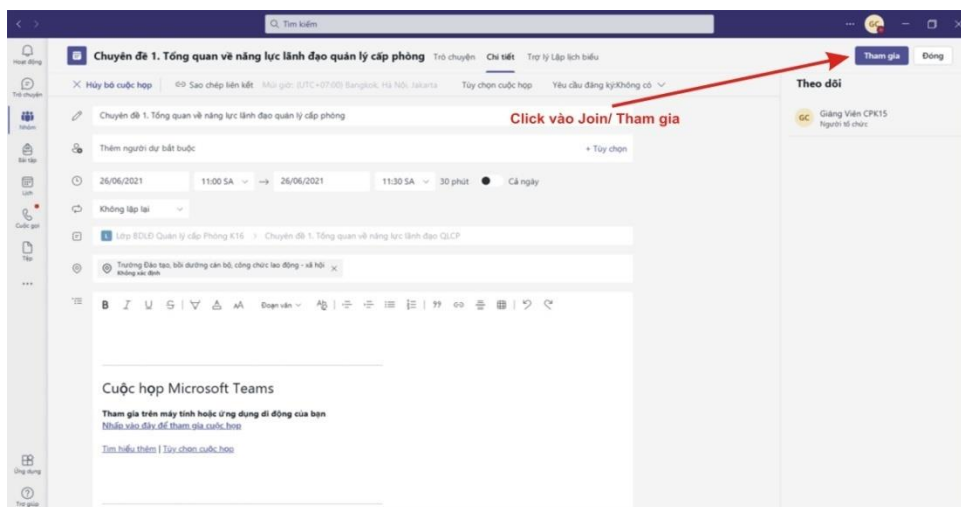 Tìm kiếm
GC
Hoạt động
Trò chuyện
Nhóm
Bài tập
Lịch
Cuộc gọi
Tệp
Ứng dụng
Trợ giúp
Chuyên đề 1. Tổng quan về năng lực lãnh đạo quản lý cấp phòng Trò chuyện Chi tiết Trợ lý Lập lịch biểu
Tham gia Đóng
Hủy bỏ cuộc họp Sao chép liên kết Múi giờ: (UTC+07:00) Bangkok, Hà Nội, Jakarta Tùy chọn cuộc họp Yêu cầu đăng ký:Không có
Theo dõi
Chuyên đề 1. Tổng quan về năng lực lãnh đạo quản lý cấp phòng
Click vào Join/ Tham gia
GC Giảng Viên CPK15
Người tổ chức
Thêm người dự bắt buộc + Tùy chọn
26/06/2021 11:00 SA → 26/06/2021 11:30 SA 30 phút Cả ngày
Không lặp lại
L Lớp BDLĐ Quản lý cấp Phòng K16 > Chuyên đề 1. Tổng quan về năng lực lãnh đạo QLCP
Trường Đào tạo, bồi dưỡng cán bộ, công chức lao động - xã hội
Không xác định
B I U S A AA Đoạn văn
Cuộc họp Microsoft Teams
Tham gia trên máy tính hoặc ứng dụng di động của bạn
Nhấp vào đây để tham gia cuộc họp
Tìm hiểu thêm | Tùy chọn cuộc họp